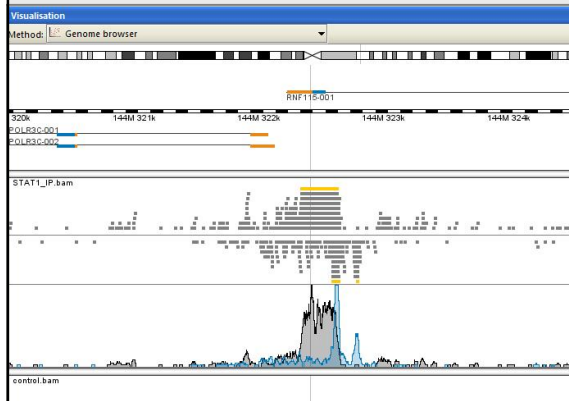 Visualisation
Method: Genome browser
RNF115-001
320k 144M 321k 144M 322k 144M 323k 144M 324k
POLR3C-001
POLR3C-002
STAT1_IP.bam
control.bam